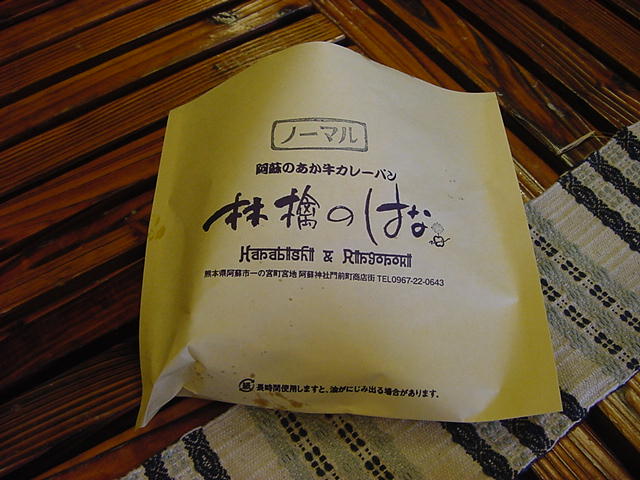 ノーマル
阿蘇のあか牛カレーパン
林檎のはな
Hanabishi & Ringonoki
熊本県阿蘇市一の宮町宮地 阿蘇神社門前町商店街 TEL0967-22-0643
紙 長時間使用しますと、油がにじみ出る場合があります。